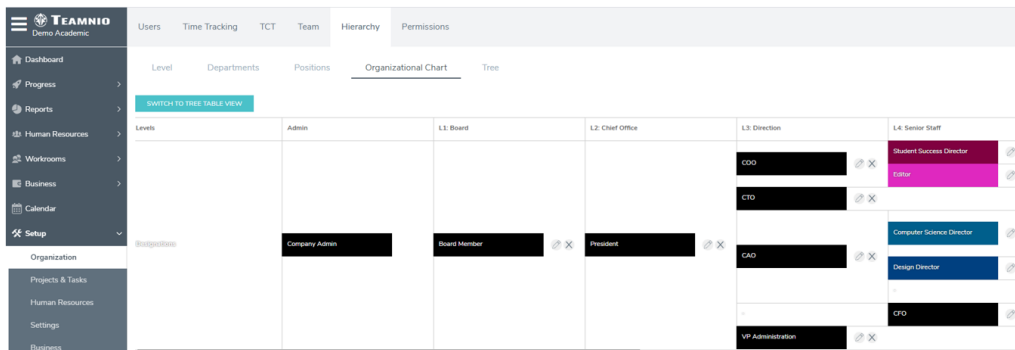 TEAMNIO
Demo Academic
Users Time Tracking TCT Team Hierarchy Permissions
Dashboard
Progress
Reports
Human Resources
Workrooms
Business
Calendar
Setup
Organization
Projects & Tasks
Human Resources
Settings
Business
Level Departments Positions Organizational Chart Tree
SWITCH TO TREE TABLE VIEW
Levels Admin L1: Board L2: Chief Office L3: Direction L4: Senior Staff
Designations
Company Admin
Board Member
President
COO
CTO
CAO
-
VP Administration
Student Success Director
Editor
Computer Science Director
Design Director
-
CFO